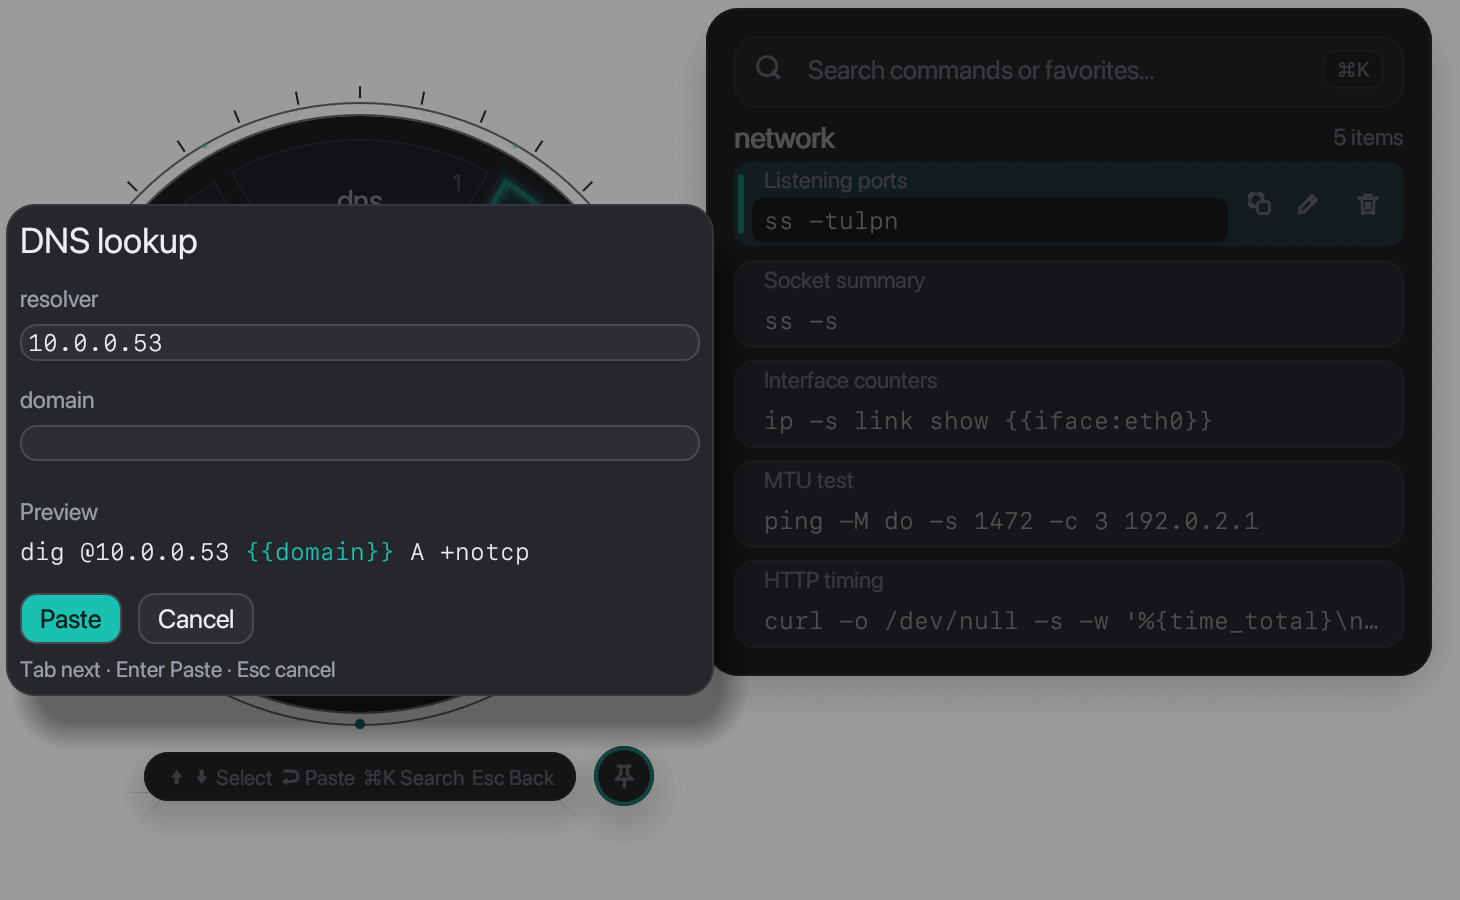 Search commands or favorites...
⌘K
network
5 items
Listening ports
ss -tulpn
Socket summary
ss -s
Interface counters
ip -s link show {{iface:eth0}}
MTU test
ping -M do -s 1472 -c 3 192.0.2.1
HTTP timing
curl -o /dev/null -s -w '%{time_total}\n…
1
dns
DNS lookup
resolver
10.0.0.53
domain
Preview
dig @10.0.0.53 {{domain}} A +notcp
Paste
Cancel
Tab next · Enter Paste · Esc cancel
Select Paste ⌘K Search Esc Back